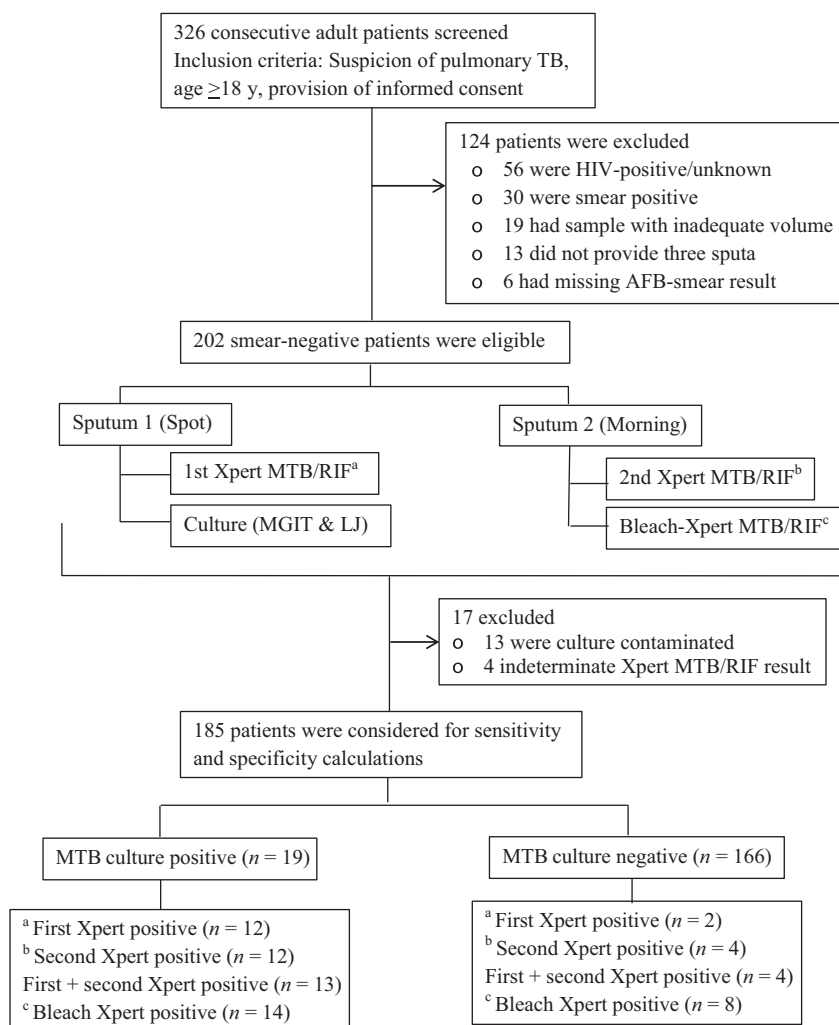 326 consecutive adult patients screened
Inclusion criteria: Suspicion of pulmonary TB,
age ≥18 y, provision of informed consent
124 patients were excluded
o 56 were HIV-positive/unknown
o 30 were smear positive
o 19 had sample with inadequate volume
o 13 did not provide three sputa
o 6 had missing AFB-smear result
202 smear-negative patients were eligible
Sputum 1 (Spot)
1st Xpert MTB/RIFᵃ
Culture (MGIT & LJ)
Sputum 2 (Morning)
2nd Xpert MTB/RIFᵇ
Bleach-Xpert MTB/RIFᶜ
17 excluded
o 13 were culture contaminated
o 4 indeterminate Xpert MTB/RIF result
185 patients were considered for sensitivity
and specificity calculations
MTB culture positive (n = 19)
ᵃ First Xpert positive (n = 12)
ᵇ Second Xpert positive (n = 12)
First + second Xpert positive (n = 13)
ᶜ Bleach Xpert positive (n = 14)
MTB culture negative (n = 166)
ᵃ First Xpert positive (n = 2)
ᵇ Second Xpert positive (n = 4)
First + second Xpert positive (n = 4)
ᶜ Bleach Xpert positive (n = 8)